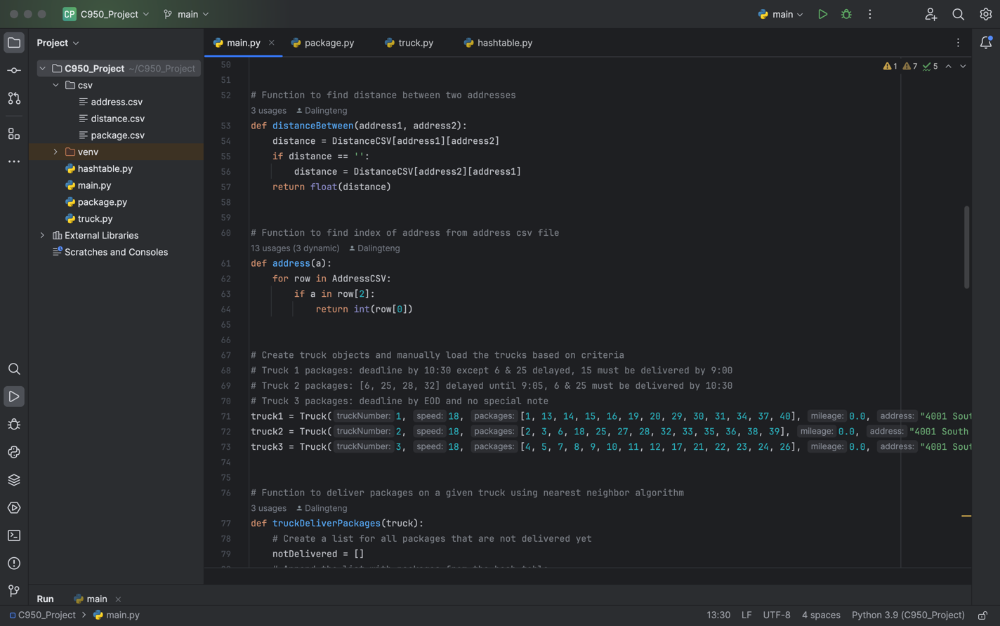 CP C950_Project main main
Project
main.py package.py truck.py hashtable.py
C950_Project ~/C950_Project
csv
address.csv
distance.csv
package.csv
venv
hashtable.py
main.py
package.py
truck.py
External Libraries
Scratches and Consoles
1 7 5
50
51
52 # Function to find distance between two addresses
3 usages Dalingteng
53 def distanceBetween(address1, address2):
54 distance = DistanceCSV[address1][address2]
55 if distance == '':
56 distance = DistanceCSV[address2][address1]
57 return float(distance)
58
59
60 # Function to find index of address from address csv file
13 usages (3 dynamic) Dalingteng
61 def address(a):
62 for row in AddressCSV:
63 if a in row[2]:
64 return int(row[0])
65
66
67 # Create truck objects and manually load the trucks based on criteria
68 # Truck 1 packages: deadline by 10:30 except 6 & 25 delayed, 15 must be delivered by 9:00
69 # Truck 2 packages: [6, 25, 28, 32] delayed until 9:05, 6 & 25 must be delivered by 10:30
70 # Truck 3 packages: deadline by EOD and no special note
71 truck1 = Truck( truckNumber: 1, speed: 18, packages: [1, 13, 14, 15, 16, 19, 20, 29, 30, 31, 34, 37, 40], mileage: 0.0, address: "4001 Sout
72 truck2 = Truck( truckNumber: 2, speed: 18, packages: [2, 3, 6, 18, 25, 27, 28, 32, 33, 35, 36, 38, 39], mileage: 0.0, address: "4001 South
73 truck3 = Truck( truckNumber: 3, speed: 18, packages: [4, 5, 7, 8, 9, 10, 11, 12, 17, 21, 22, 23, 24, 26], mileage: 0.0, address: "4001 Sout
74
75
76 # Function to deliver packages on a given truck using nearest neighbor algorithm
3 usages Dalingteng
77 def truckDeliverPackages(truck):
78 # Create a list for all packages that are not delivered yet
79 notDelivered = []
Run main
C950_Project main.py 13:30 LF UTF-8 4 spaces Python 3.9 (C950_Project)